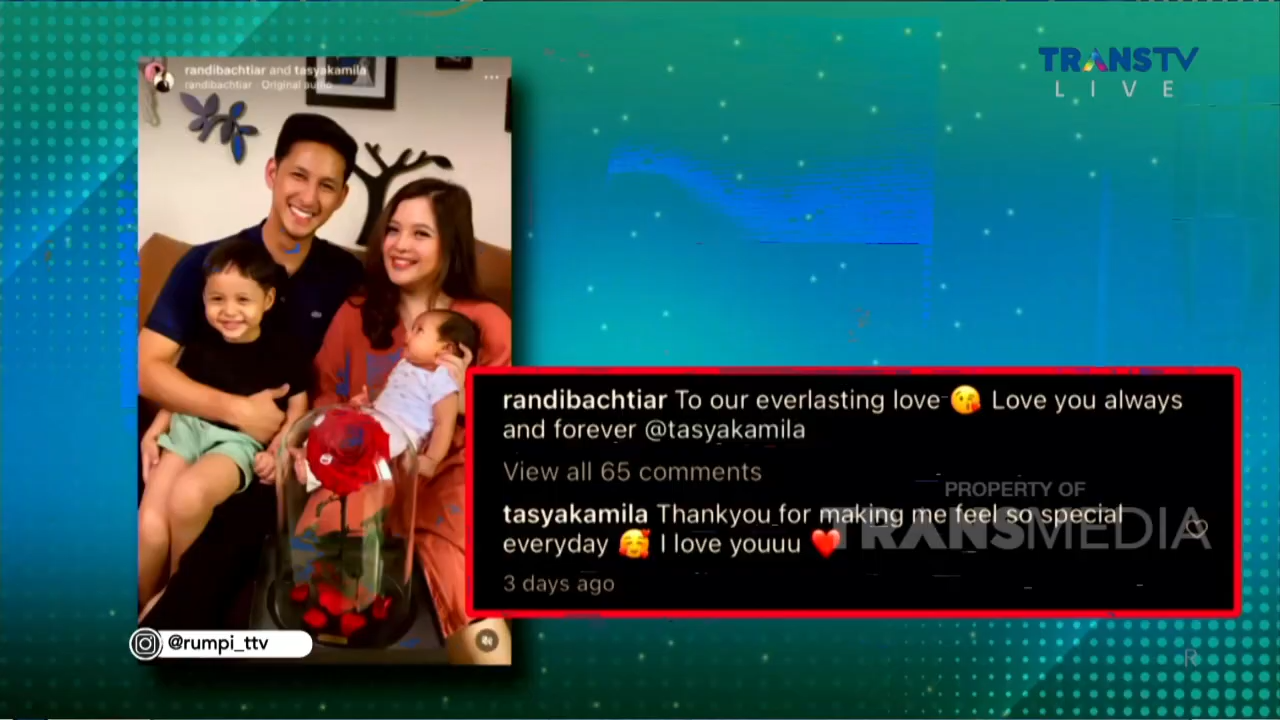 randibachtiar and tasyakamila
randibachtiar · Original audio
TRANSTV
LIVE
randibachtiar To our everlasting love 😘 Love you always
and forever @tasyakamila
View all 65 comments
tasyakamila Thankyou for making me feel so special
everyday 🥰 I love youuu ❤️
3 days ago
PROPERTY OF
TRANSMEDIA
@rumpi_ttv
R